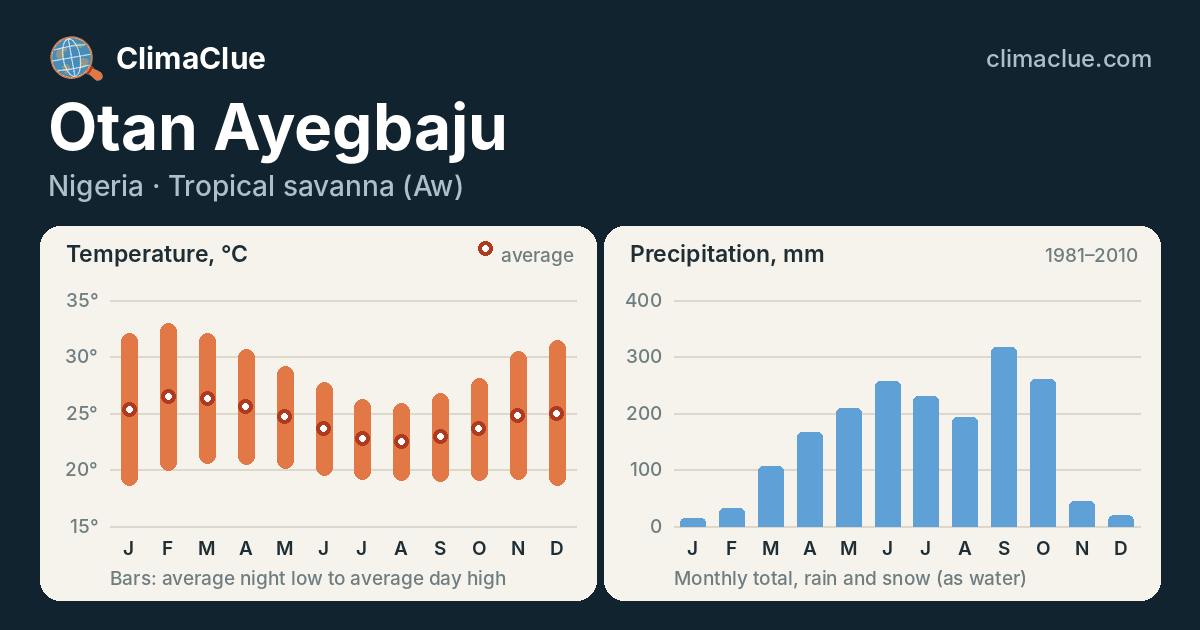 ClimaClue
climaclue.com
Otan Ayegbaju
Nigeria · Tropical savanna (Aw)
Temperature, °C
average
35°
30°
25°
20°
15°
J F M A M J J A S O N D
Bars: average night low to average day high
Precipitation, mm
1981–2010
400
300
200
100
0
J F M A M J J A S O N D
Monthly total, rain and snow (as water)